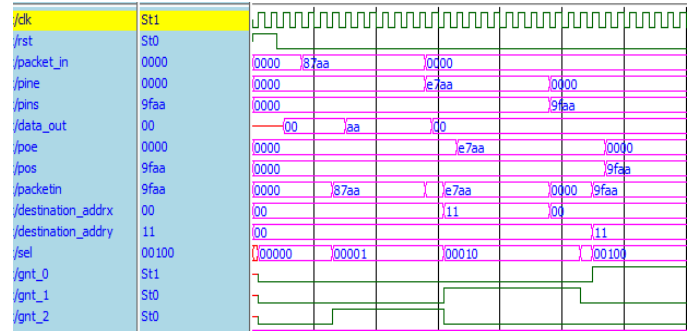 :/clk St1
:/rst St0
:/packet_in 0000 0000 87aa 0000
:/pine 0000 0000 e7aa 0000
:/pins 9faa 0000 9faa
:/data_out 00 00 aa 00
:/poe 0000 0000 e7aa 0000
:/pos 9faa 0000 9faa
:/packetin 9faa 0000 87aa e7aa 0000 9faa
:/destination_addrx 00 00 11 00
:/destination_addry 11 00 11
:/sel 00100 00000 00001 00010 00100
:/gnt_0 St1
:/gnt_1 St0
:/gnt_2 St0